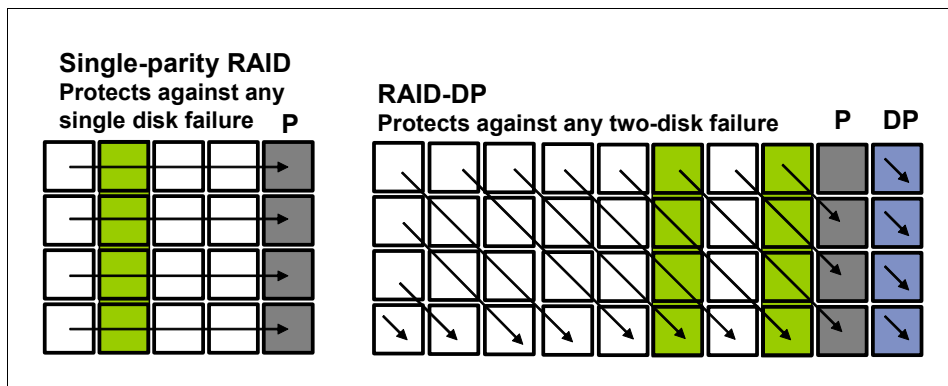 Single-parity RAID
Protects against any
single disk failure
P
RAID-DP
Protects against any two-disk failure
P
DP